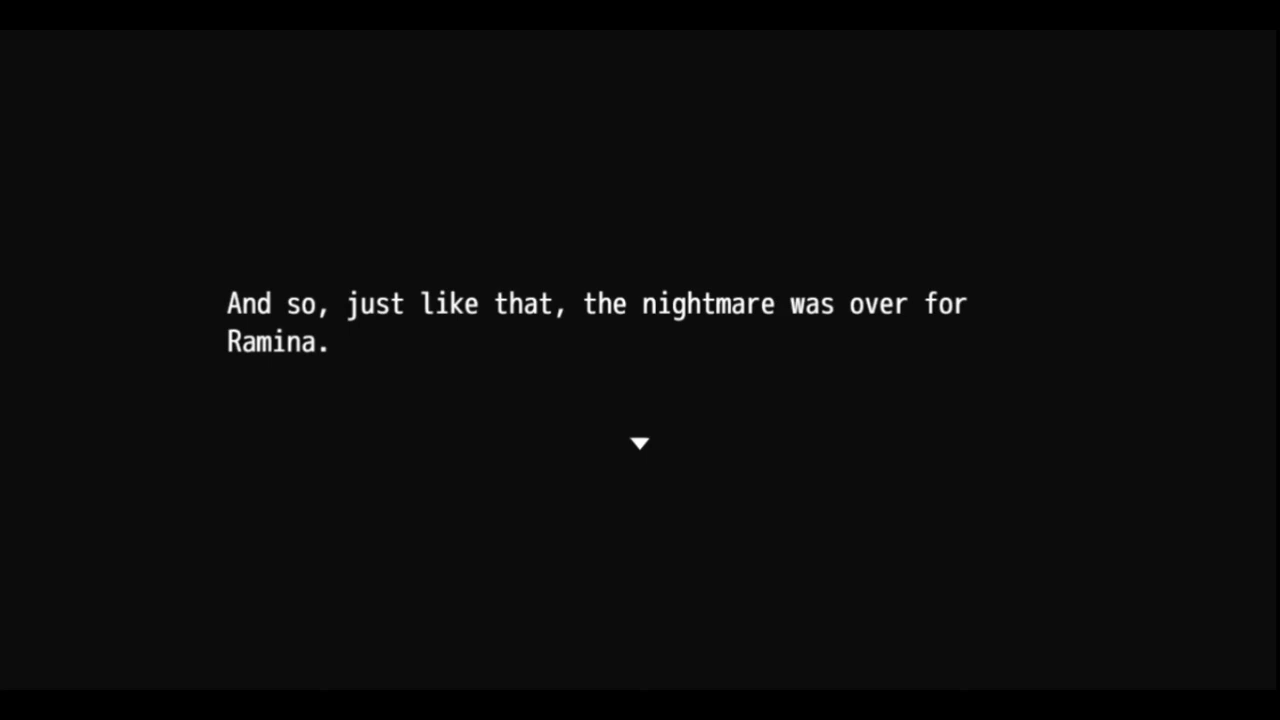 And so, just like that, the nightmare was over for
Ramina.